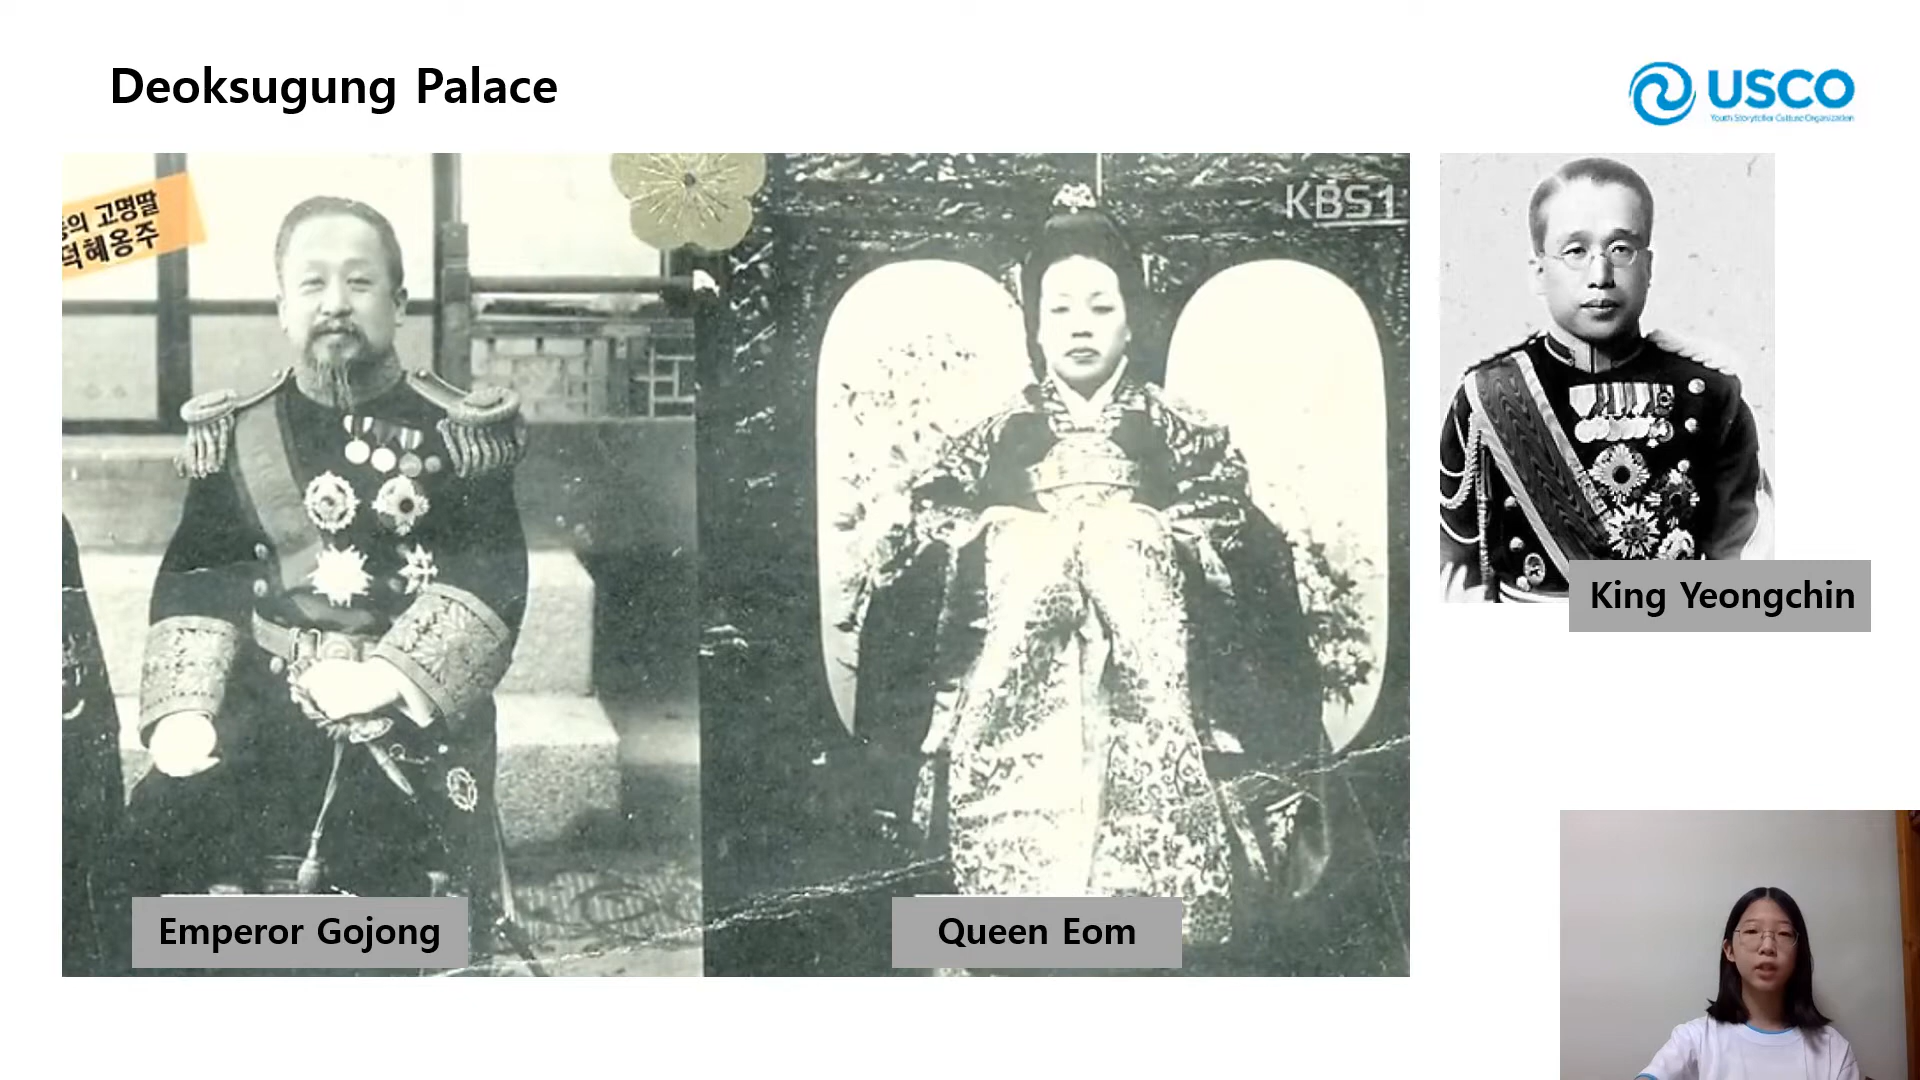 Deoksugung Palace
USCO
Youth Storyteller Culture Organization
의 고명딸
덕혜옹주
KBS1
King Yeongchin
Emperor Gojong
Queen Eom